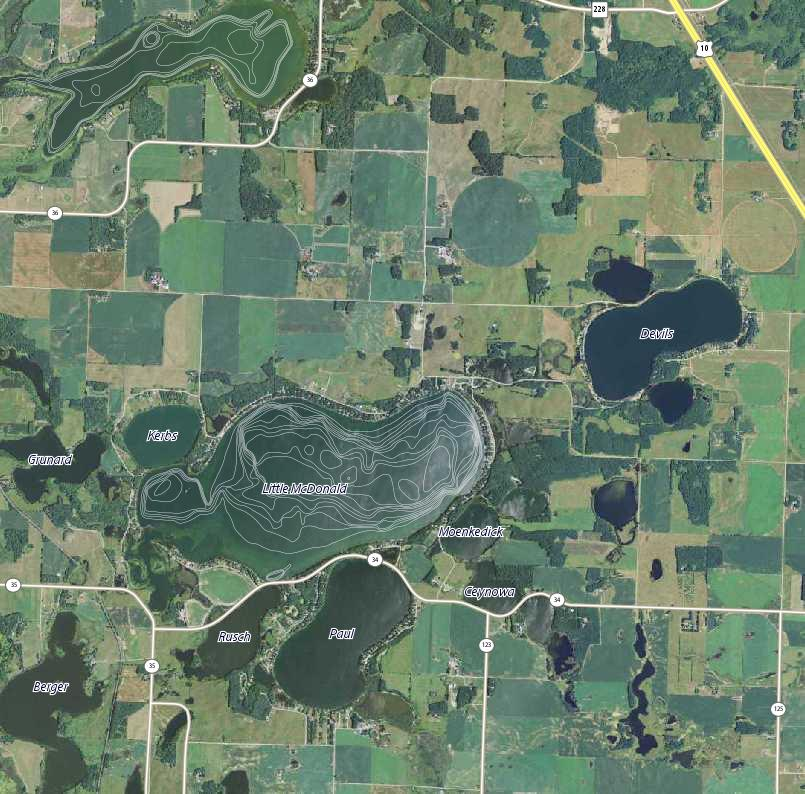 228
10
36
36
Devils
Kerbs
Grunard
Little McDonald
Moenkedick
34
35
Ceynowa
34
Rusch
Paul
123
35
Berger
125